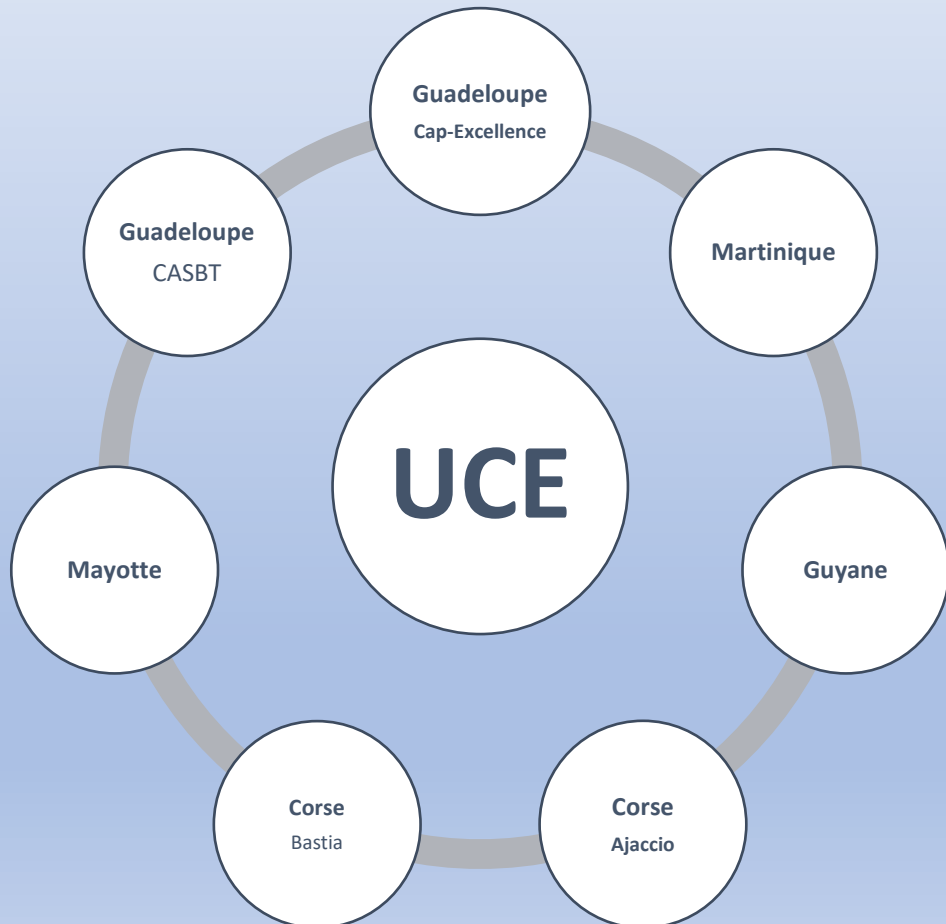 Guadeloupe
Cap-Excellence
Martinique
Guyane
Corse
Ajaccio
Corse
Bastia
Mayotte
Guadeloupe
CASBT
UCE